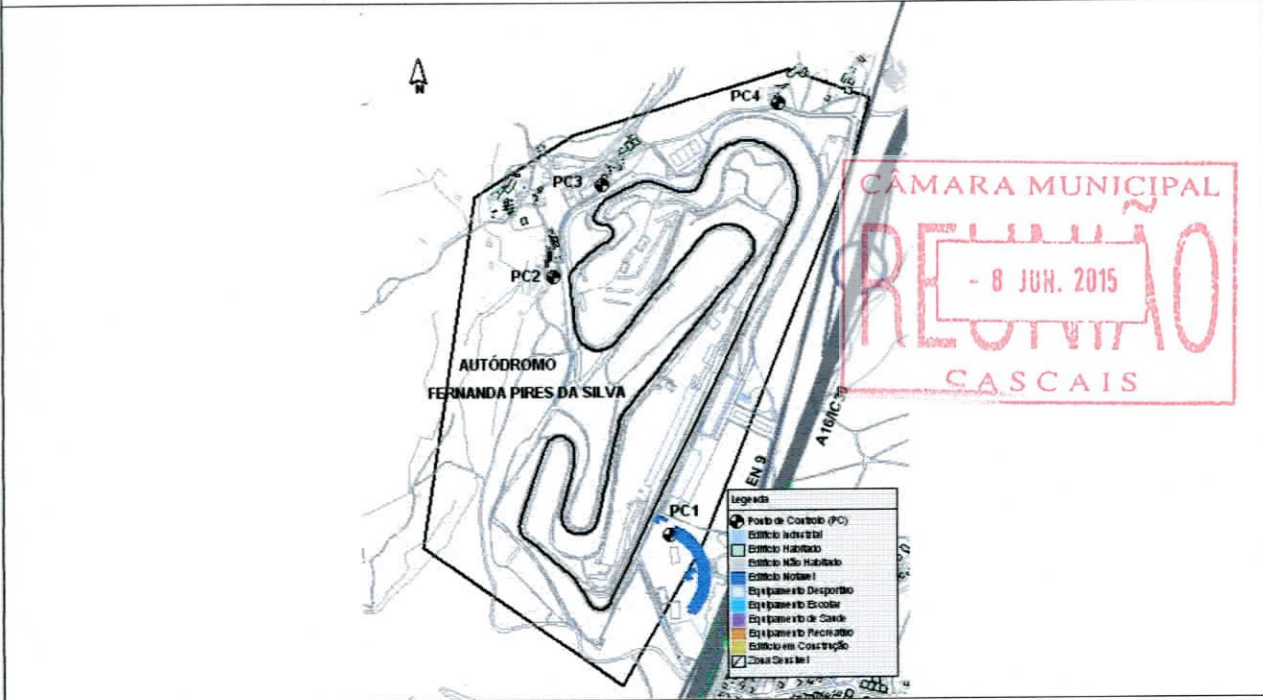 N
PC4
PC3
PC2
AUTÓDROMO
FERNANDA PIRES DA SILVA
PC1
EN 9
A16/IC30
CÂMARA MUNICIPAL
REUNIÃO
- 8 JUN. 2015
CASCAIS
Legenda
Ponto de Controlo (PC)
Edifício Industrial
Edifício Habitado
Edifício Não Habitado
Edifício Notável
Equipamento Desportivo
Equipamento Escolar
Equipamento de Saúde
Equipamento Recreativo
Edifício em Construção
Zona Sensível